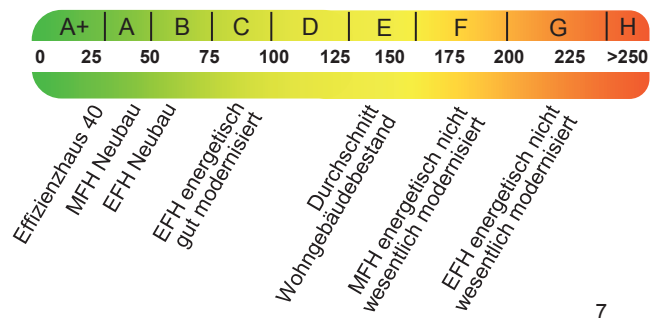 A+ A B C D E F G H
0 25 50 75 100 125 150 175 200 225 >250
Effizienzhaus 40
MFH Neubau
EFH Neubau
EFH energetisch
gut modernisiert
Durchschnitt
Wohngebäudebestand
MFH energetisch nicht
wesentlich modernisiert
EFH energetisch nicht
wesentlich modernisiert
7